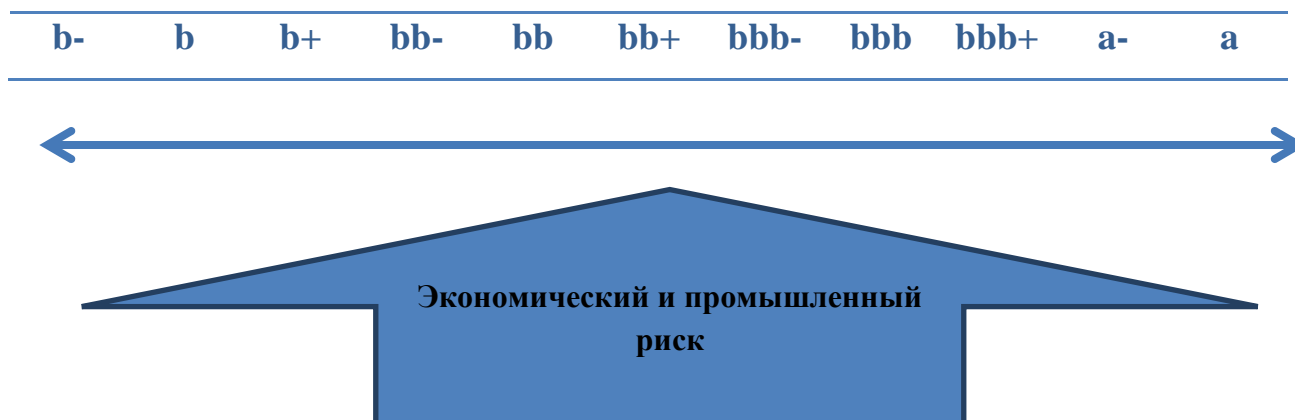 b- b b+ bb- bb bb+ bbb- bbb bbb+ a- a
Экономический и промышленный
риск